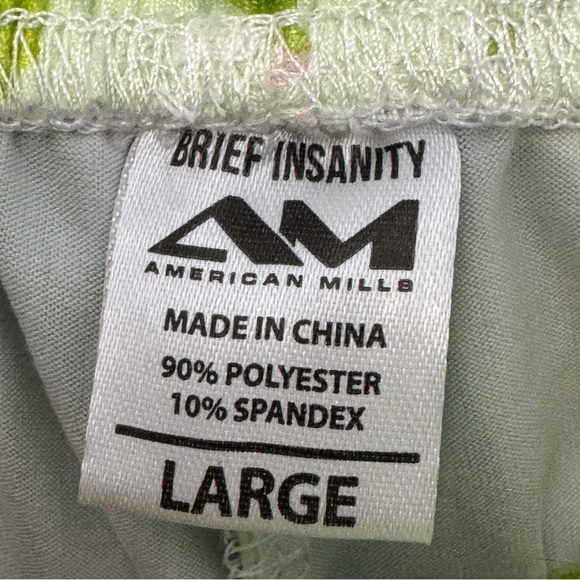 BRIEF INSANITY
AM
AMERICAN MILLS
MADE IN CHINA
90% POLYESTER
10% SPANDEX
LARGE